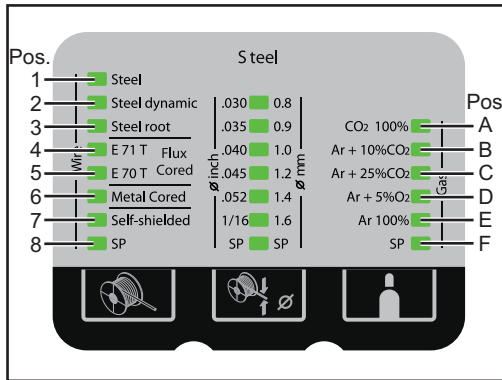 Steel
Pos. Pos.
1 Steel
2 Steel dynamic .030 0.8
3 Steel root .035 0.9 CO₂ 100% A
4 E 71 T Flux Cored .040 1.0 Ar + 10%CO₂ B
5 E 70 T .045 1.2 Ar + 25%CO₂ C
6 Metal Cored .052 1.4 Ar + 5%O₂ D
7 Self-shielded 1/16 1.6 Ar 100% E
8 SP SP SP SP F
Wire
ø inch
ø mm
Gas
Ø